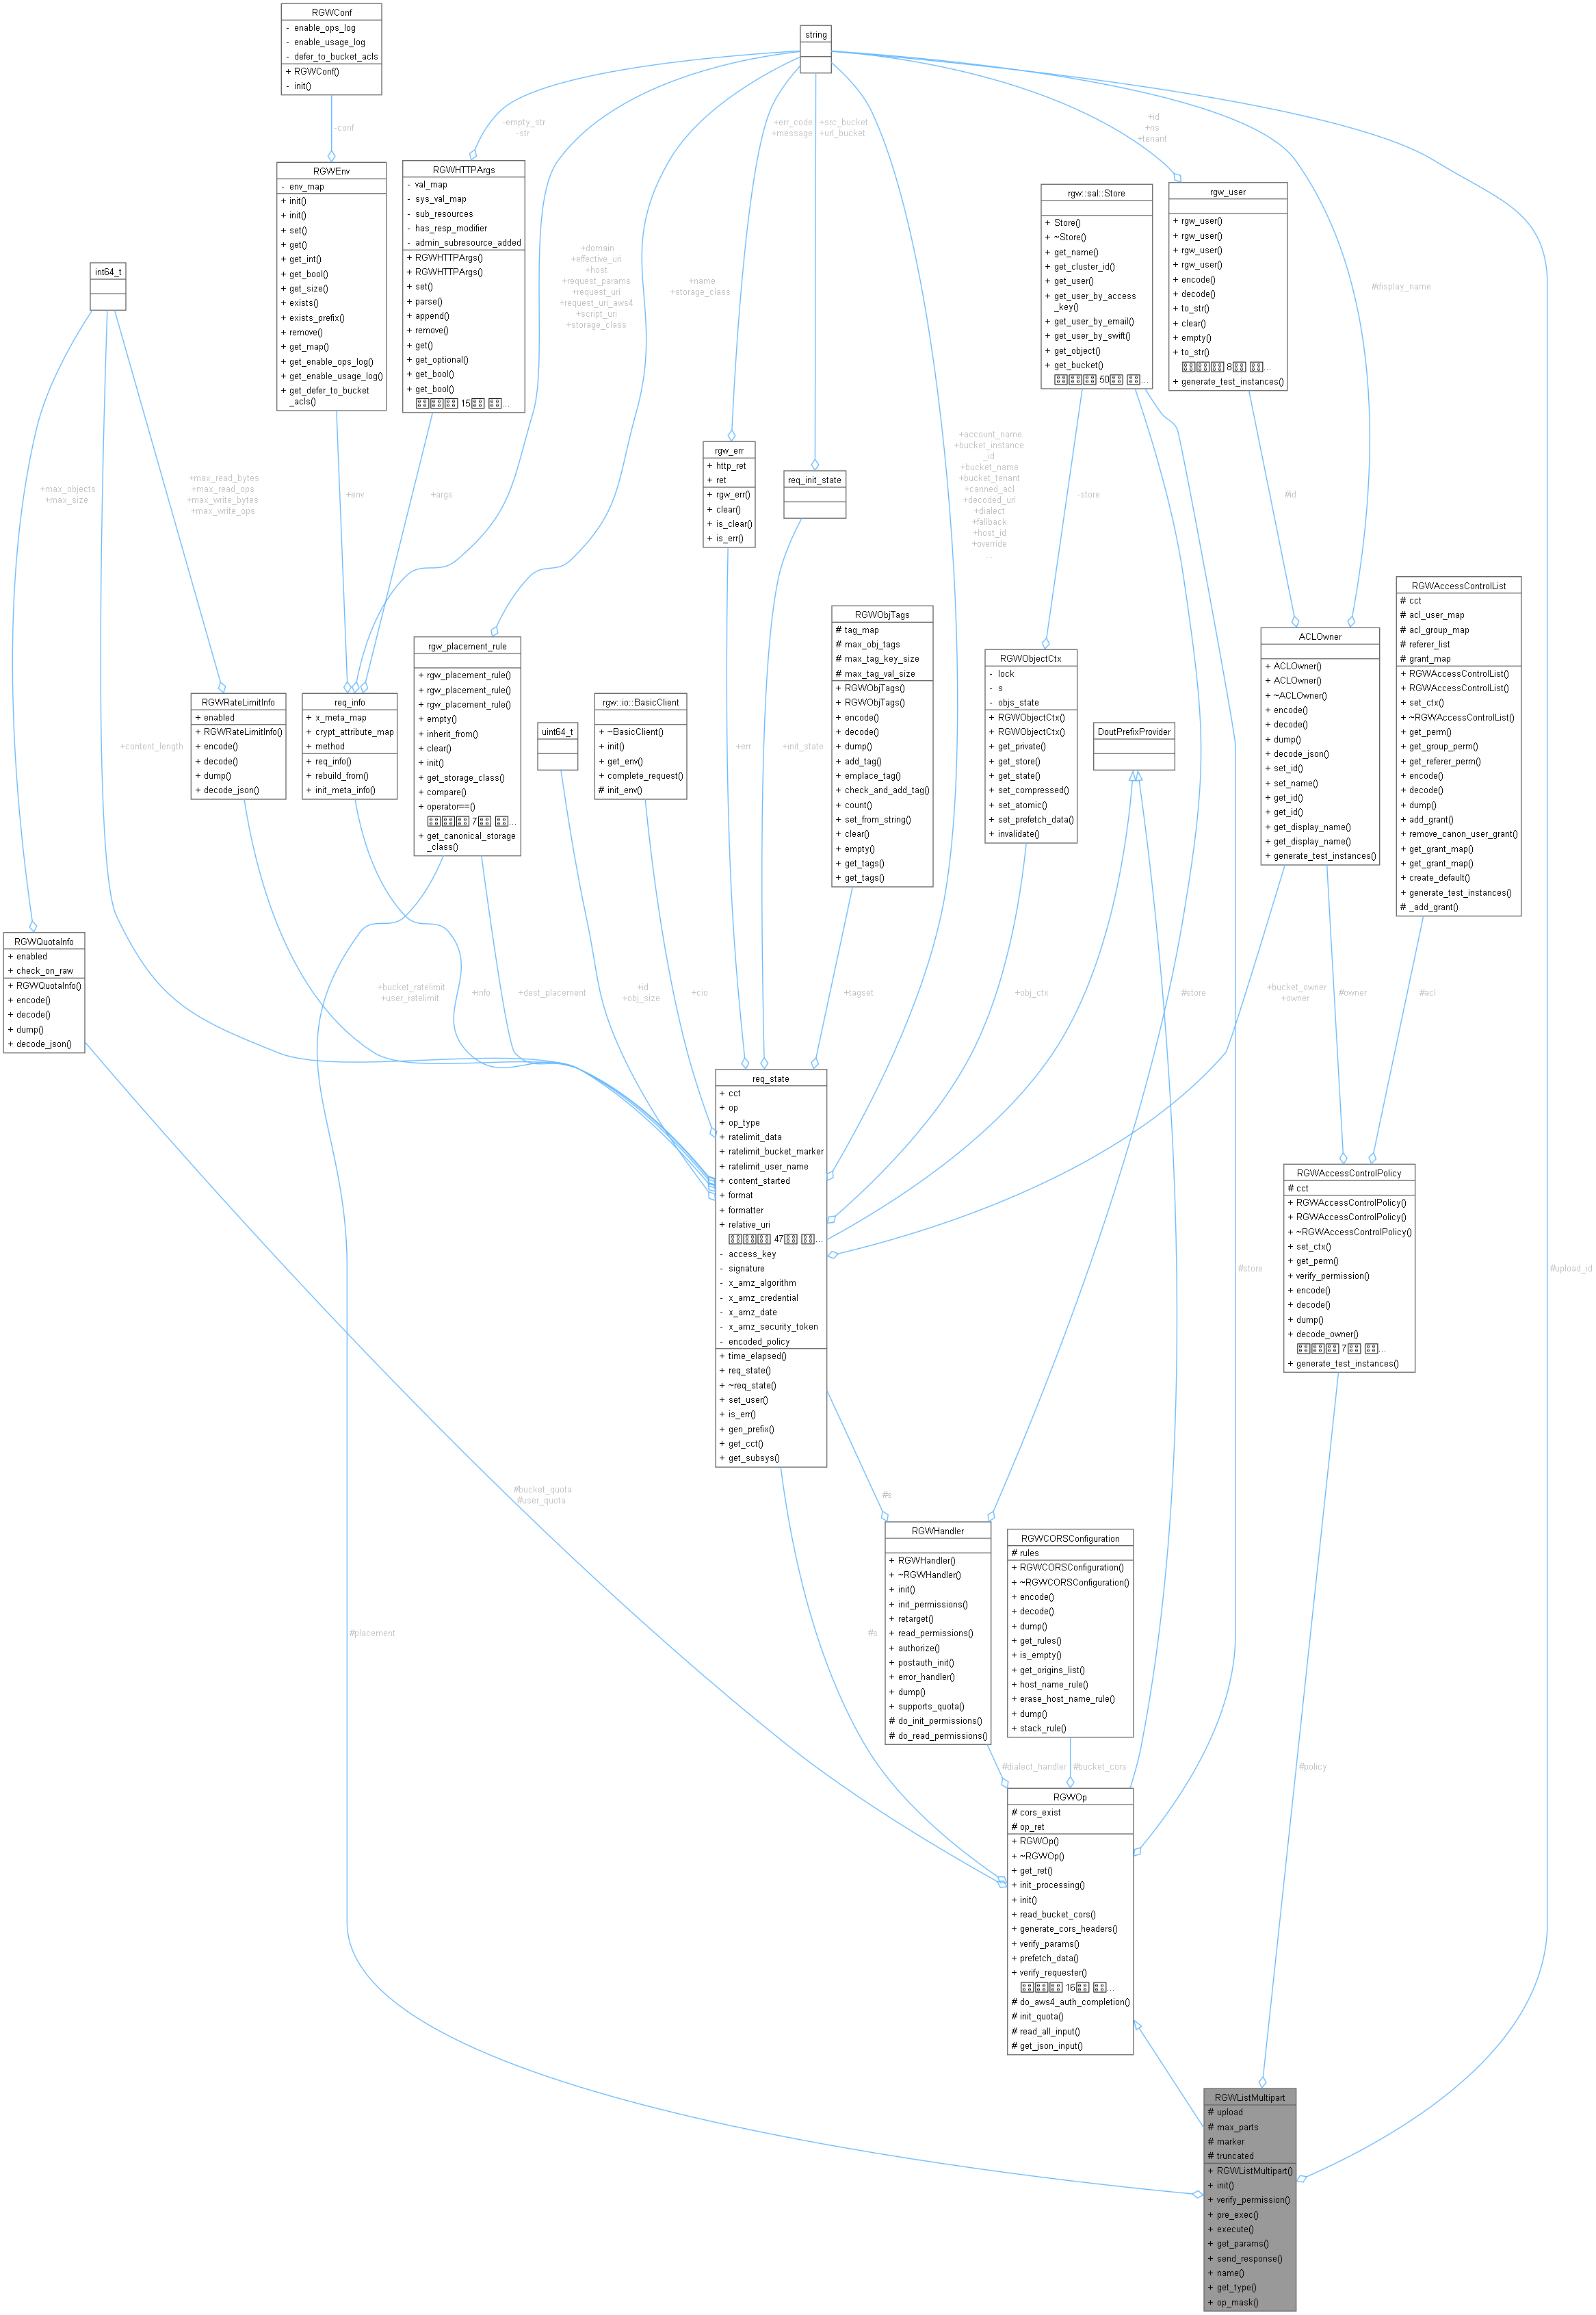 RGWConf
- enable_ops_log
- enable_usage_log
- defer_to_bucket_acls
+ RGWConf()
- init()
string
-conf
-empty_str
-str
+err_code
+message
+src_bucket
+url_bucket
+id
+ns
+tenant
RGWEnv
- env_map
+ init()
+ init()
+ set()
+ get()
+ get_int()
+ get_bool()
+ get_size()
+ exists()
+ exists_prefix()
+ remove()
+ get_map()
+ get_enable_ops_log()
+ get_enable_usage_log()
+ get_defer_to_bucket
_acls()
RGWHTTPArgs
- val_map
- sys_val_map
- sub_resources
- has_resp_modifier
- admin_subresource_added
+ RGWHTTPArgs()
+ RGWHTTPArgs()
+ set()
+ parse()
+ append()
+ remove()
+ get()
+ get_optional()
+ get_bool()
+ get_bool()
15
...
rgw::sal::Store
+ Store()
+ ~Store()
+ get_name()
+ get_cluster_id()
+ get_user()
+ get_user_by_access
_key()
+ get_user_by_email()
+ get_user_by_swift()
+ get_object()
+ get_bucket()
50
...
rgw_user
+ rgw_user()
+ rgw_user()
+ rgw_user()
+ rgw_user()
+ encode()
+ decode()
+ to_str()
+ clear()
+ empty()
+ to_str()
8
...
+ generate_test_instances()
int64_t
+domain
+effective_uri
+host
+request_params
+request_uri
+request_uri_aws4
+script_uri
+storage_class
+name
+storage_class
#display_name
+max_objects
+max_size
+max_read_bytes
+max_read_ops
+max_write_bytes
+max_write_ops
+env
+args
rgw_err
+ http_ret
+ ret
+ rgw_err()
+ clear()
+ is_clear()
+ is_err()
req_init_state
+account_name
+bucket_instance
_id
+bucket_name
+bucket_tenant
+canned_acl
+decoded_uri
+dialect
+fallback
+host_id
+override
...
-store
#id
RGWRateLimitInfo
+ enabled
+ RGWRateLimitInfo()
+ encode()
+ decode()
+ dump()
+ decode_json()
req_info
+ x_meta_map
+ crypt_attribute_map
+ method
+ req_info()
+ rebuild_from()
+ init_meta_info()
rgw_placement_rule
+ rgw_placement_rule()
+ rgw_placement_rule()
+ rgw_placement_rule()
+ empty()
+ inherit_from()
+ clear()
+ init()
+ get_storage_class()
+ compare()
+ operator==()
7
...
+ get_canonical_storage
_class()
uint64_t
rgw::io::BasicClient
+ ~BasicClient()
+ init()
+ get_env()
+ complete_request()
# init_env()
RGWObjTags
# tag_map
# max_obj_tags
# max_tag_key_size
# max_tag_val_size
+ RGWObjTags()
+ RGWObjTags()
+ encode()
+ decode()
+ dump()
+ add_tag()
+ emplace_tag()
+ check_and_add_tag()
+ count()
+ set_from_string()
+ clear()
+ empty()
+ get_tags()
+ get_tags()
RGWObjectCtx
- lock
- s
- objs_state
+ RGWObjectCtx()
+ RGWObjectCtx()
+ get_private()
+ get_store()
+ get_state()
+ set_compressed()
+ set_atomic()
+ set_prefetch_data()
+ invalidate()
DoutPrefixProvider
ACLOwner
+ ACLOwner()
+ ACLOwner()
+ ~ACLOwner()
+ encode()
+ decode()
+ dump()
+ decode_json()
+ set_id()
+ set_name()
+ get_id()
+ get_id()
+ get_display_name()
+ get_display_name()
+ generate_test_instances()
RGWAccessControlList
# cct
# acl_user_map
# acl_group_map
# referer_list
# grant_map
+ RGWAccessControlList()
+ RGWAccessControlList()
+ set_ctx()
+ ~RGWAccessControlList()
+ get_perm()
+ get_group_perm()
+ get_referer_perm()
+ encode()
+ decode()
+ dump()
+ add_grant()
+ remove_canon_user_grant()
+ get_grant_map()
+ get_grant_map()
+ create_default()
+ generate_test_instances()
# _add_grant()
+content_length
+err
+init_state
RGWQuotaInfo
+ enabled
+ check_on_raw
+ RGWQuotaInfo()
+ encode()
+ decode()
+ dump()
+ decode_json()
+bucket_ratelimit
+user_ratelimit
+info
+dest_placement
+id
+obj_size
+cio
+tagset
+obj_ctx
#store
+bucket_owner
+owner
#owner
#acl
req_state
+ cct
+ op
+ op_type
+ ratelimit_data
+ ratelimit_bucket_marker
+ ratelimit_user_name
+ content_started
+ format
+ formatter
+ relative_uri
47
...
- access_key
- signature
- x_amz_algorithm
- x_amz_credential
- x_amz_date
- x_amz_security_token
- encoded_policy
+ time_elapsed()
+ req_state()
+ ~req_state()
+ set_user()
+ is_err()
+ gen_prefix()
+ get_cct()
+ get_subsys()
RGWAccessControlPolicy
# cct
+ RGWAccessControlPolicy()
+ RGWAccessControlPolicy()
+ ~RGWAccessControlPolicy()
+ set_ctx()
+ get_perm()
+ verify_permission()
+ encode()
+ decode()
+ dump()
+ decode_owner()
7
...
+ generate_test_instances()
#store
#upload_id
#bucket_quota
#user_quota
#s
#placement
#s
RGWHandler
+ RGWHandler()
+ ~RGWHandler()
+ init()
+ init_permissions()
+ retarget()
+ read_permissions()
+ authorize()
+ postauth_init()
+ error_handler()
+ dump()
+ supports_quota()
# do_init_permissions()
# do_read_permissions()
RGWCORSConfiguration
# rules
+ RGWCORSConfiguration()
+ ~RGWCORSConfiguration()
+ encode()
+ decode()
+ dump()
+ get_rules()
+ is_empty()
+ get_origins_list()
+ host_name_rule()
+ erase_host_name_rule()
+ dump()
+ stack_rule()
#dialect_handler
#bucket_cors
#policy
RGWOp
# cors_exist
# op_ret
+ RGWOp()
+ ~RGWOp()
+ get_ret()
+ init_processing()
+ init()
+ read_bucket_cors()
+ generate_cors_headers()
+ verify_params()
+ prefetch_data()
+ verify_requester()
16
...
# do_aws4_auth_completion()
# init_quota()
# read_all_input()
# get_json_input()
RGWListMultipart
# upload
# max_parts
# marker
# truncated
+ RGWListMultipart()
+ init()
+ verify_permission()
+ pre_exec()
+ execute()
+ get_params()
+ send_response()
+ name()
+ get_type()
+ op_mask()